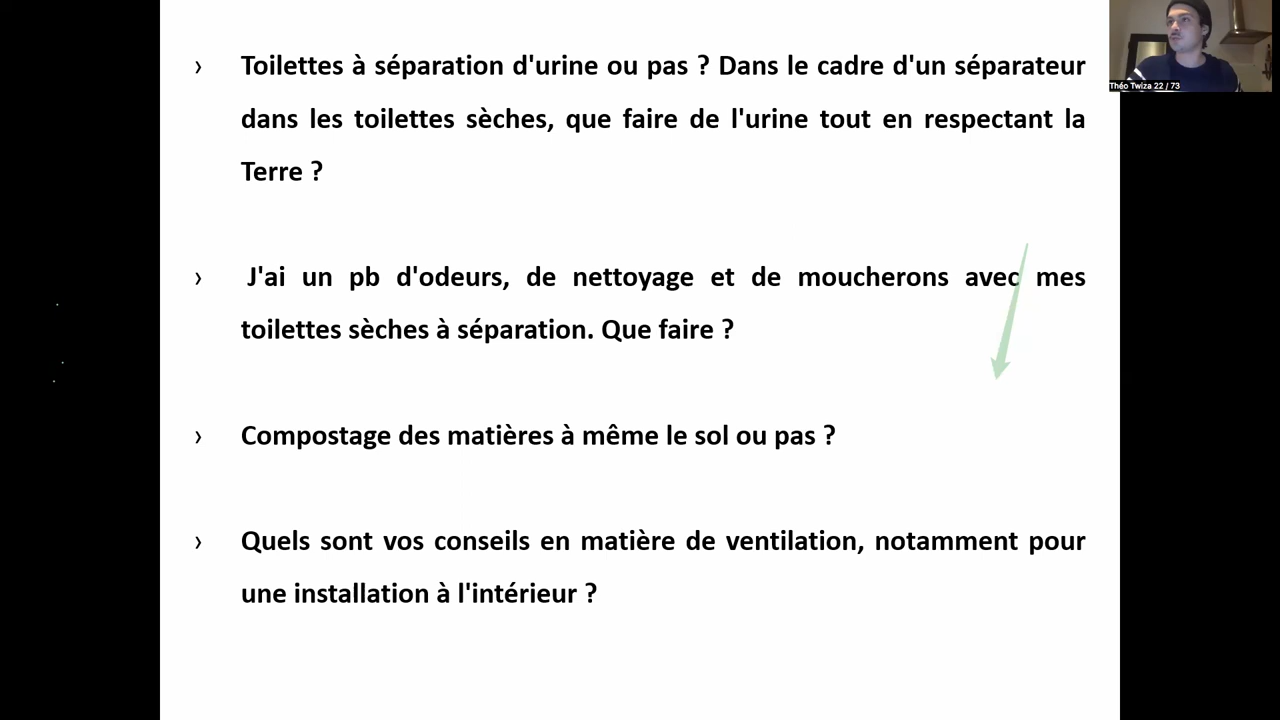 › Toilettes à séparation d'urine ou pas ? Dans le cadre d'un séparateur
dans les toilettes sèches, que faire de l'urine tout en respectant la
Terre ?
› J'ai un pb d'odeurs, de nettoyage et de moucherons avec mes
toilettes sèches à séparation. Que faire ?
› Compostage des matières à même le sol ou pas ?
› Quels sont vos conseils en matière de ventilation, notamment pour
une installation à l'intérieur ?
Théo Twiza 22 / 73